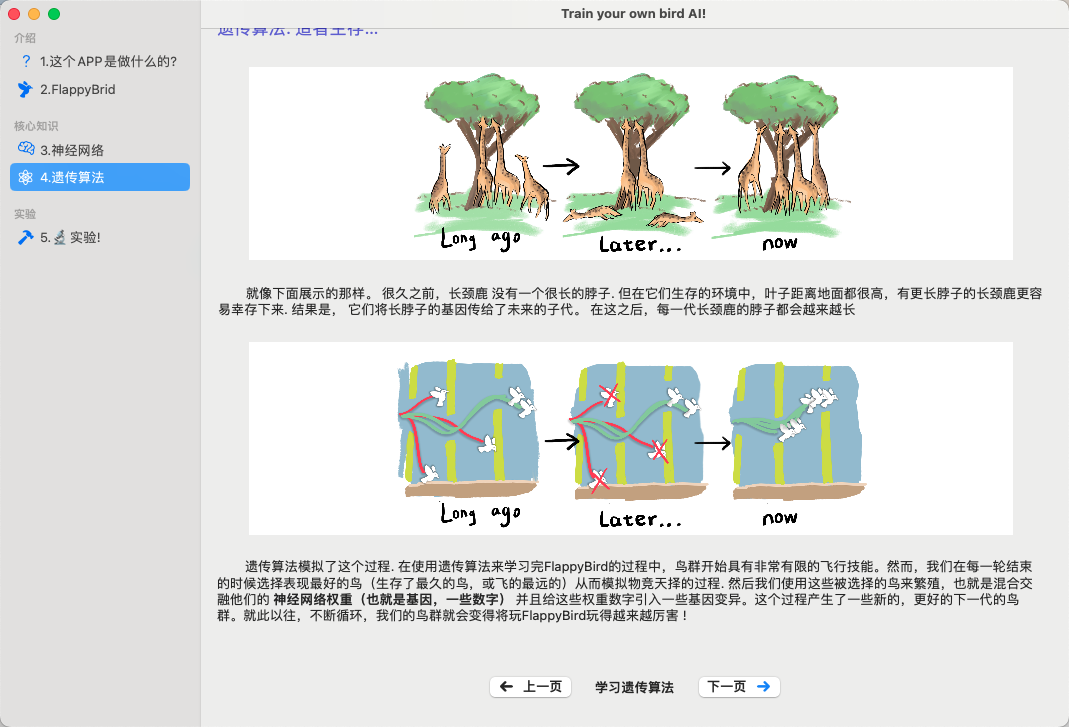 Train your own bird AI!
介绍
1.这个APP是做什么的?
2.FlappyBrid
核心知识
3.神经网络
4.遗传算法
实验
5.🔬实验!
遗传算法: 适者生存...
Long ago
Later...
now
就像下面展示的那样。 很久之前，长颈鹿 没有一个很长的脖子. 但在它们生存的环境中，叶子距离地面都很高，有更长脖子的长颈鹿更容
易幸存下来. 结果是， 它们将长脖子的基因传给了未来的子代。 在这之后，每一代长颈鹿的脖子都会越来越长
Long ago
Later...
now
遗传算法模拟了这个过程. 在使用遗传算法来学习完FlappyBird的过程中，鸟群开始具有非常有限的飞行技能。然而，我们在每一轮结束
的时候选择表现最好的鸟（生存了最久的鸟，或飞的最远的）从而模拟物竞天择的过程. 然后我们使用这些被选择的鸟来繁殖，也就是混合交
融他们的 神经网络权重（也就是基因，一些数字） 并且给这些权重数字引入一些基因变异。这个过程产生了一些新的，更好的下一代的鸟
群。就此以往，不断循环，我们的鸟群就会变得将玩FlappyBird玩得越来越厉害！
上一页
学习遗传算法
下一页